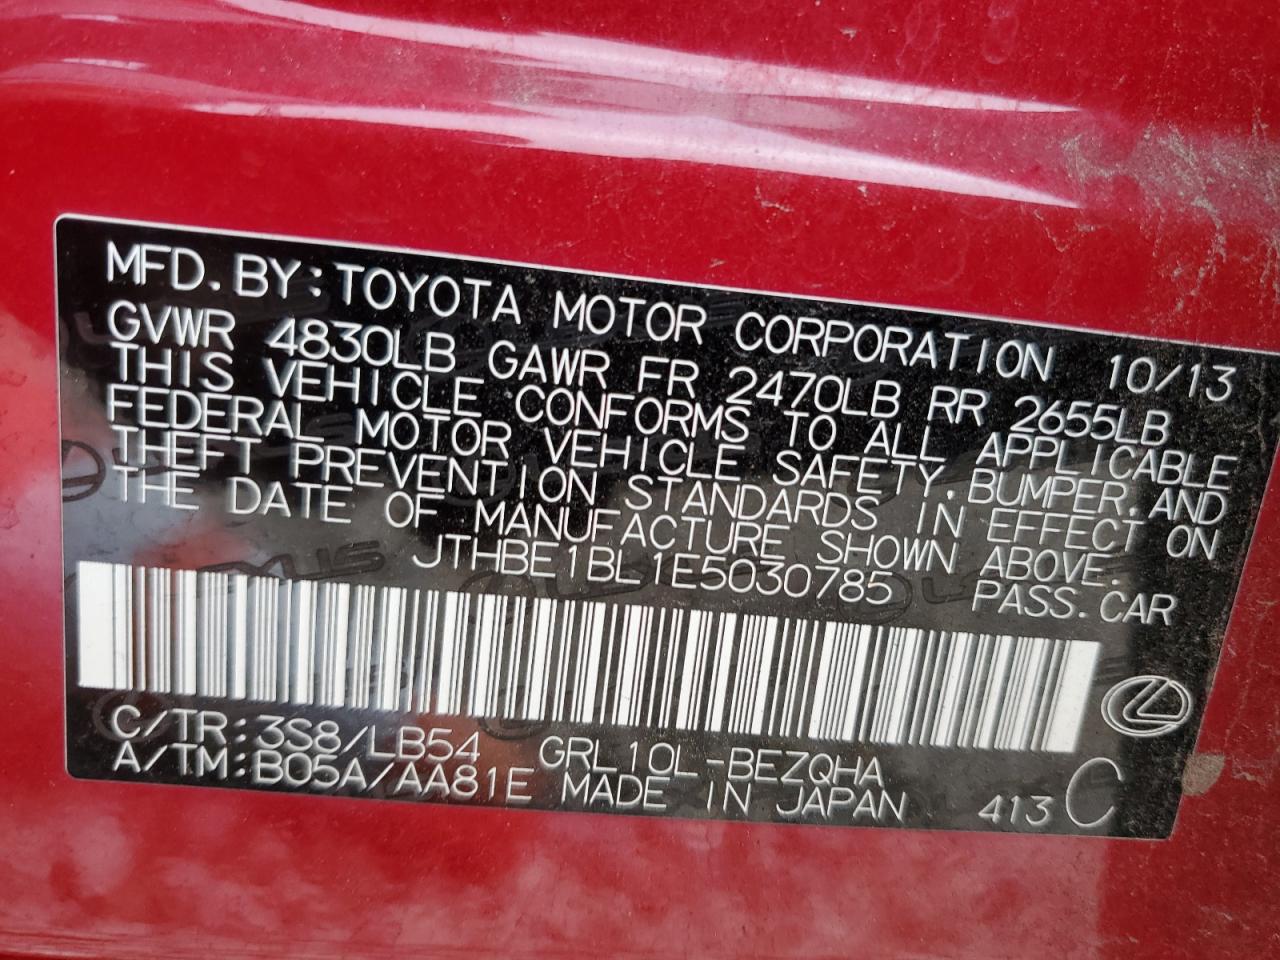 MFD. BY: TOYOTA MOTOR CORPORATION 10/13
GVWR 4830LB GAWR FR 2470LB RR 2655LB
THIS VEHICLE CONFORMS TO ALL APPLICABLE
FEDERAL MOTOR VEHICLE SAFETY, BUMPER, AND
THEFT PREVENTION STANDARDS IN EFFECT ON
THE DATE OF MANUFACTURE SHOWN ABOVE.
JTHBE1BL1E5030785 PASS. CAR
C/TR: 3S8/LB54 GRL10L-BEZQHA
A/TM: B05A/AA81E MADE IN JAPAN 413 C